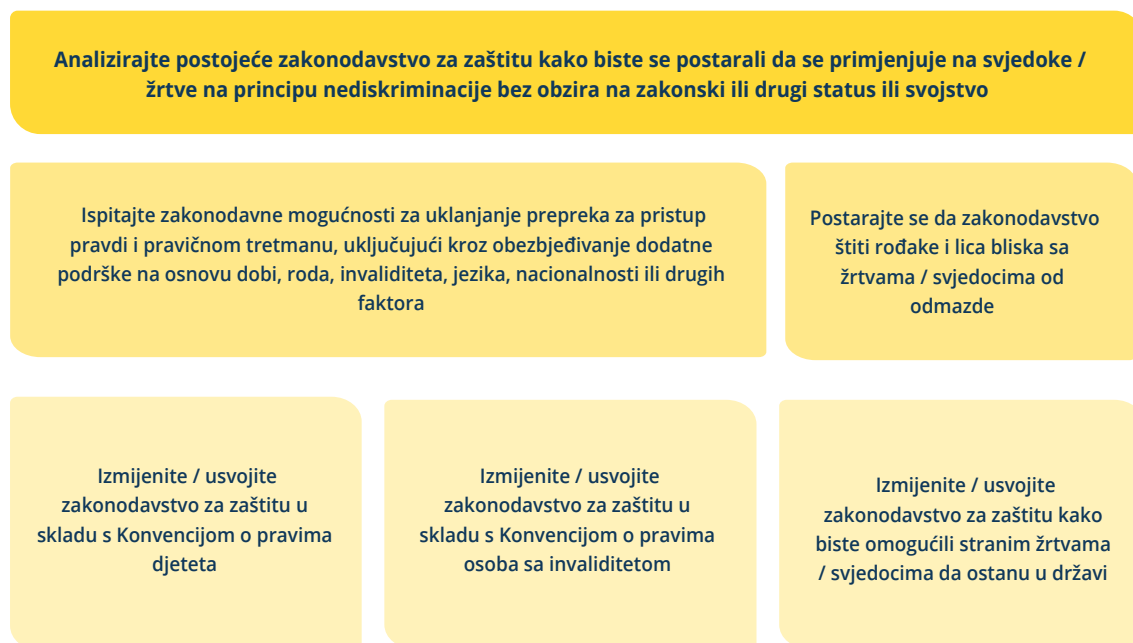 Analizirajte postojeće zakonodavstvo za zaštitu kako biste se postarali da se primjenjuje na svjedoke /
žrtve na principu nediskriminacije bez obzira na zakonski ili drugi status ili svojstvo
Ispitajte zakonodavne mogućnosti za uklanjanje prepreka za pristup
pravdi i pravičnom tretmanu, uključujući kroz obezbjeđivanje dodatne
podrške na osnovu dobi, roda, invaliditeta, jezika, nacionalnosti ili drugih
faktora
Postarajte se da zakonodavstvo
štiti rođake i lica bliska sa
žrtvama / svjedocima od
odmazde
Izmijenite / usvojite
zakonodavstvo za zaštitu u
skladu s Konvencijom o pravima
djeteta
Izmijenite / usvojite
zakonodavstvo za zaštitu u
skladu s Konvencijom o pravima
osoba sa invaliditetom
Izmijenite / usvojite
zakonodavstvo za zaštitu kako
biste omogućili stranim žrtvama
/ svjedocima da ostanu u državi